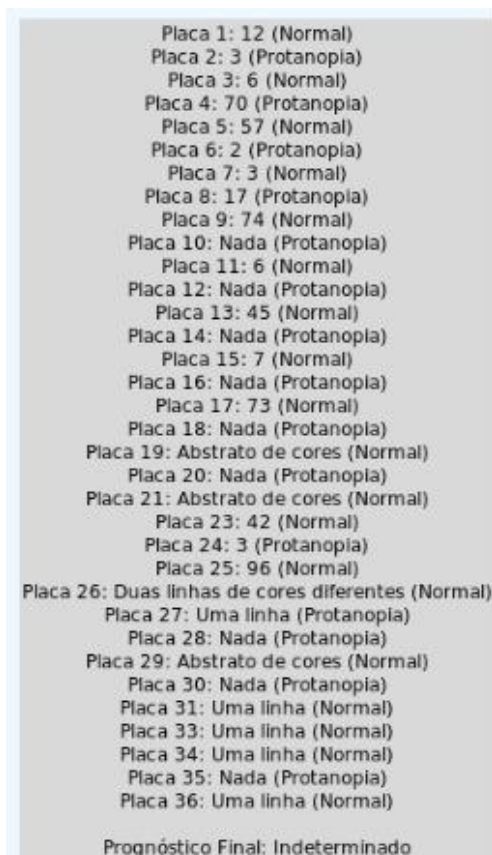 Placa 1: 12 (Normal)
Placa 2: 3 (Protanopia)
Placa 3: 6 (Normal)
Placa 4: 70 (Protanopia)
Placa 5: 57 (Normal)
Placa 6: 2 (Protanopia)
Placa 7: 3 (Normal)
Placa 8: 17 (Protanopia)
Placa 9: 74 (Normal)
Placa 10: Nada (Protanopia)
Placa 11: 6 (Normal)
Placa 12: Nada (Protanopia)
Placa 13: 45 (Normal)
Placa 14: Nada (Protanopia)
Placa 15: 7 (Normal)
Placa 16: Nada (Protanopia)
Placa 17: 73 (Normal)
Placa 18: Nada (Protanopia)
Placa 19: Abstrato de cores (Normal)
Placa 20: Nada (Protanopia)
Placa 21: Abstrato de cores (Normal)
Placa 23: 42 (Normal)
Placa 24: 3 (Protanopia)
Placa 25: 96 (Normal)
Placa 26: Duas linhas de cores diferentes (Normal)
Placa 27: Uma linha (Protanopia)
Placa 28: Nada (Protanopia)
Placa 29: Abstrato de cores (Normal)
Placa 30: Nada (Protanopia)
Placa 31: Uma linha (Normal)
Placa 33: Uma linha (Normal)
Placa 34: Uma linha (Normal)
Placa 35: Nada (Protanopia)
Placa 36: Uma linha (Normal)
Prognóstico Final: Indeterminado